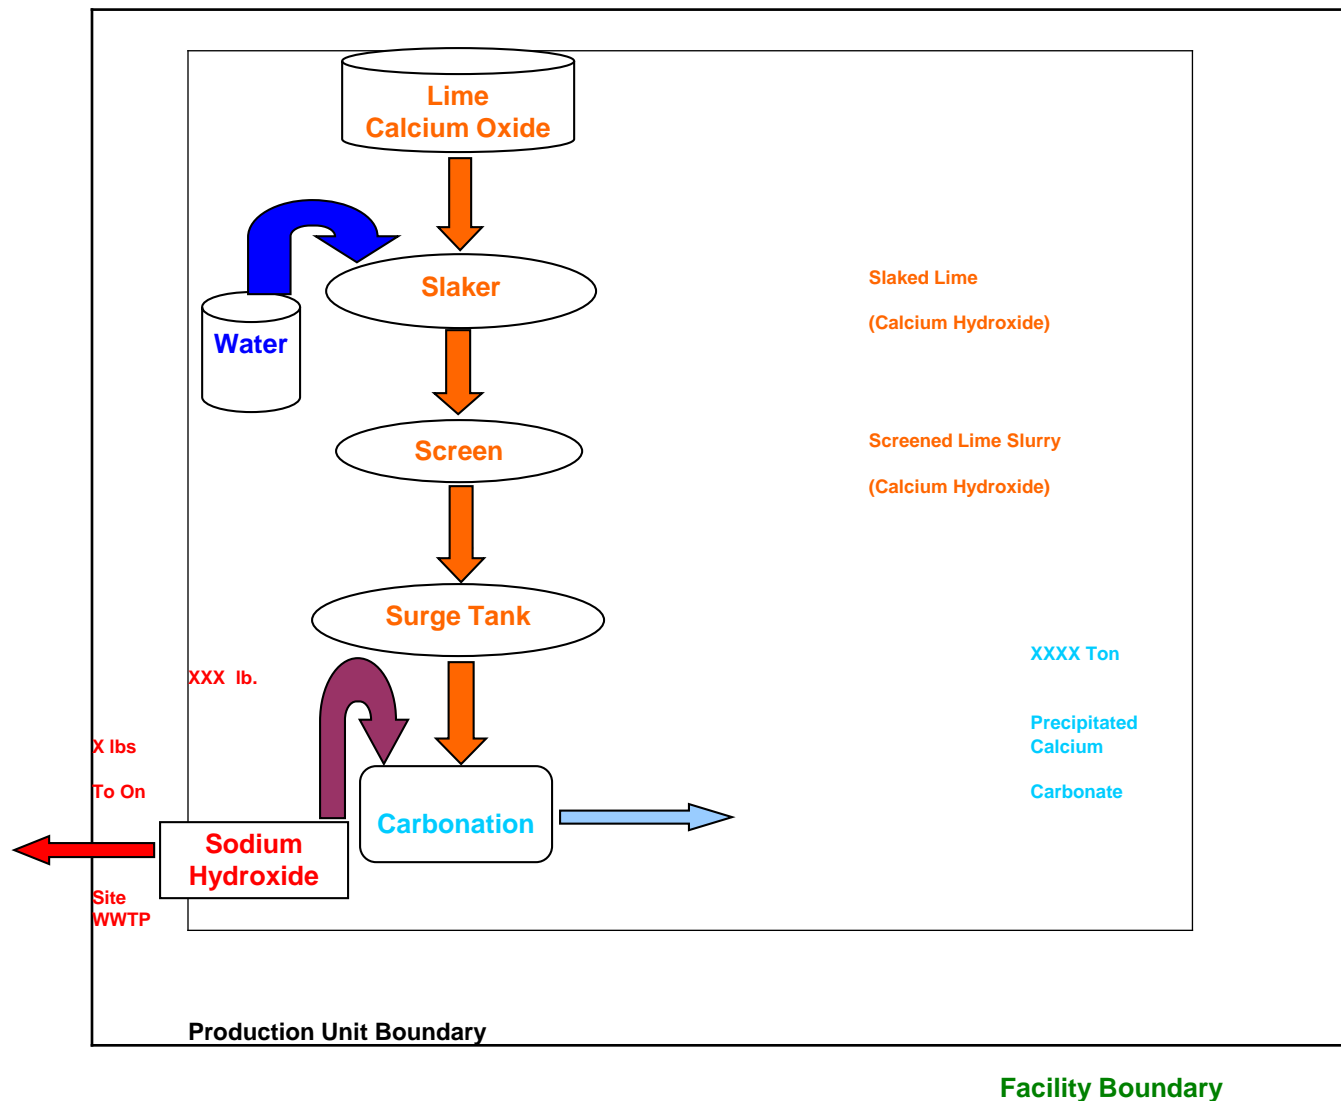 Lime
Calcium Oxide
Slaker
Slaked Lime
(Calcium Hydroxide)
Water
Screen
Screened Lime Slurry
(Calcium Hydroxide)
Surge Tank
XXX lb.
XXXX Ton
Precipitated
Calcium
Carbonate
X lbs
To On
Site
WWTP
Carbonation
Sodium
Hydroxide
Production Unit Boundary
Facility Boundary